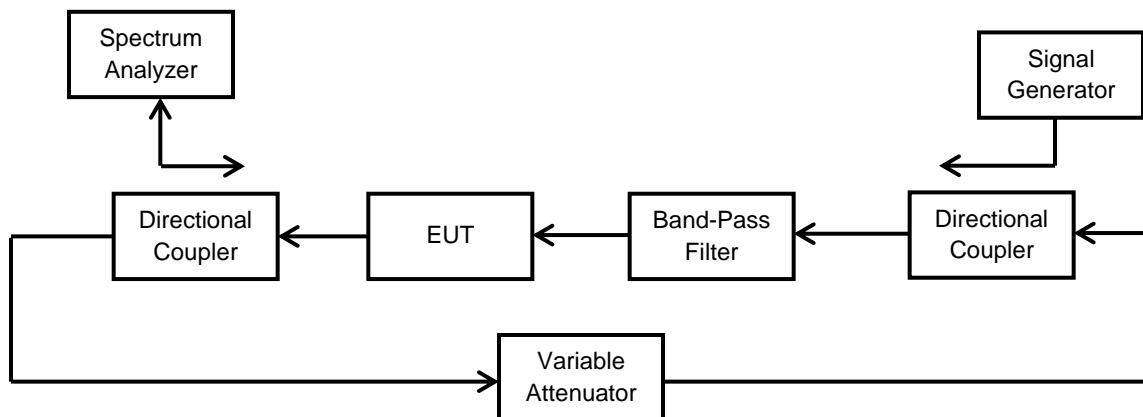 Spectrum
Analyzer
Signal
Generator
Directional
Coupler
EUT
Band-Pass
Filter
Directional
Coupler
Variable
Attenuator